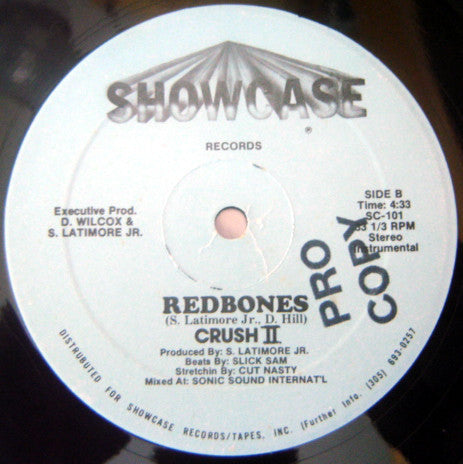 SHOWCASE
®
RECORDS
Executive Prod.
D. WILCOX &
S. LATIMORE JR.
SIDE B
Time: 4:33
SC-101
33 1/3 RPM
Stereo
Instrumental
PRO
COPY
REDBONES
(S. Latimore Jr., D. Hill)
CRUSH II
Produced By: S. LATIMORE JR.
Beats By: SLICK SAM
Stretchin By: CUT NASTY
Mixed At: SONIC SOUND INTERNAT'L
DISTRUBUTED FOR SHOWCASE RECORDS/TAPES, INC. (Further Info. (305) 693-0257